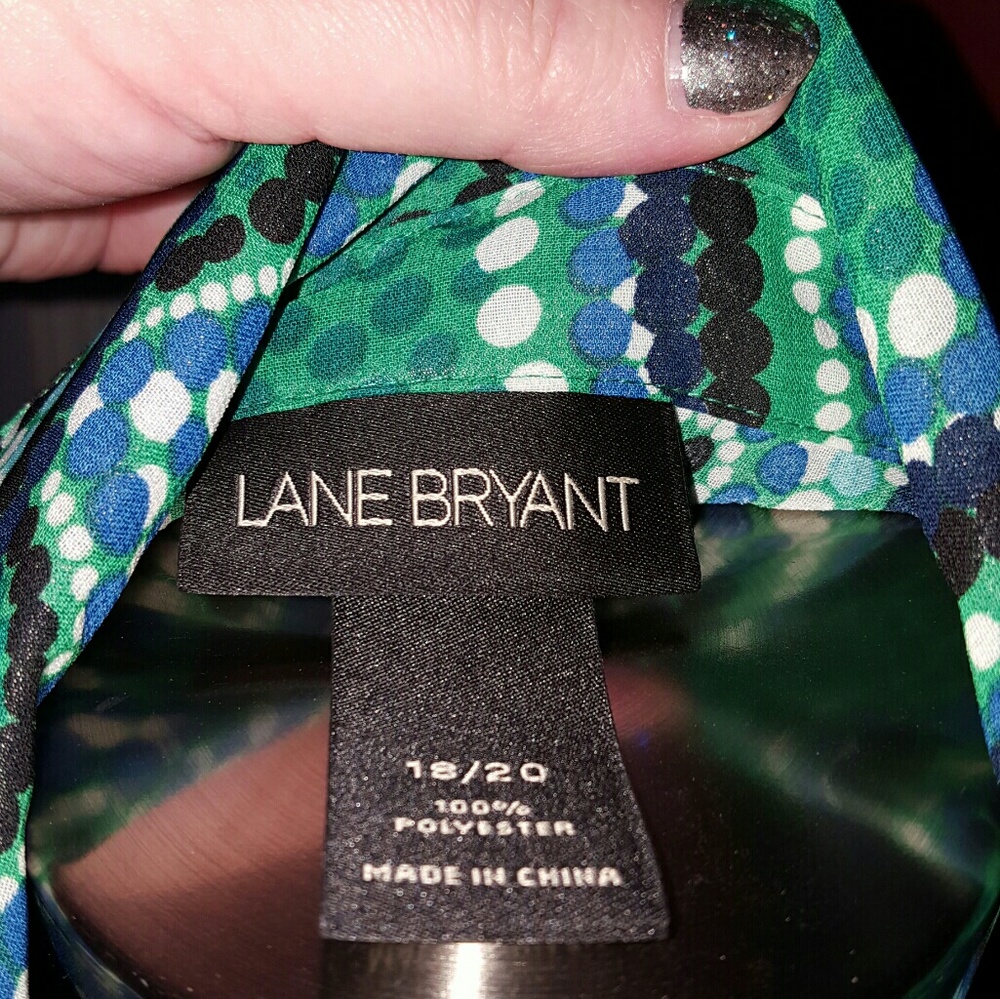 LANE BRYANT
18/20
100%
POLYESTER
MADE IN CHINA